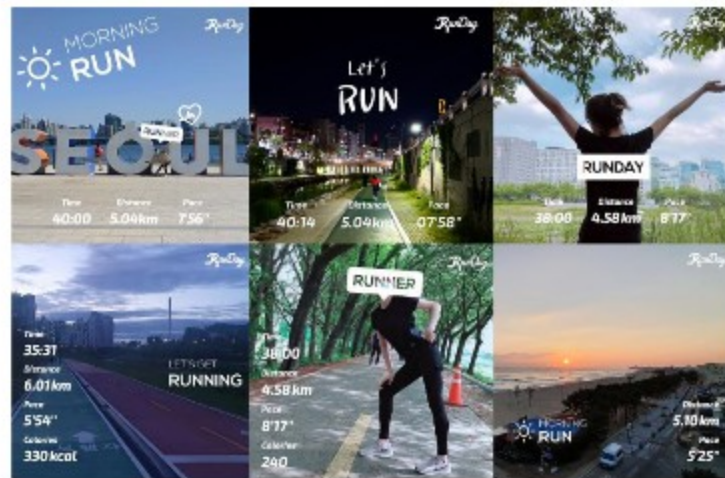 RunDay
MORNING
RUN
RUNNER
SEOUL
Time Distance Pace
40:00 5.04km 7'56"
RunDay
Let's
RUN
Time Distance Pace
40:14 5.04km 07'58"
RunDay
RUNDAY
Time Distance Pace
38:00 4.58km 8'17"
RunDay
Time
35:31
Distance
6.01km
Pace
5'54"
Calories
330kcal
LET'S GET
RUNNING
RunDay
RUNNER
Time
38:00
Distance
4.58km
Pace
8'17"
Calories
240
RunDay
MORNING
RUN
Distance
5.10km
Pace
5'25"